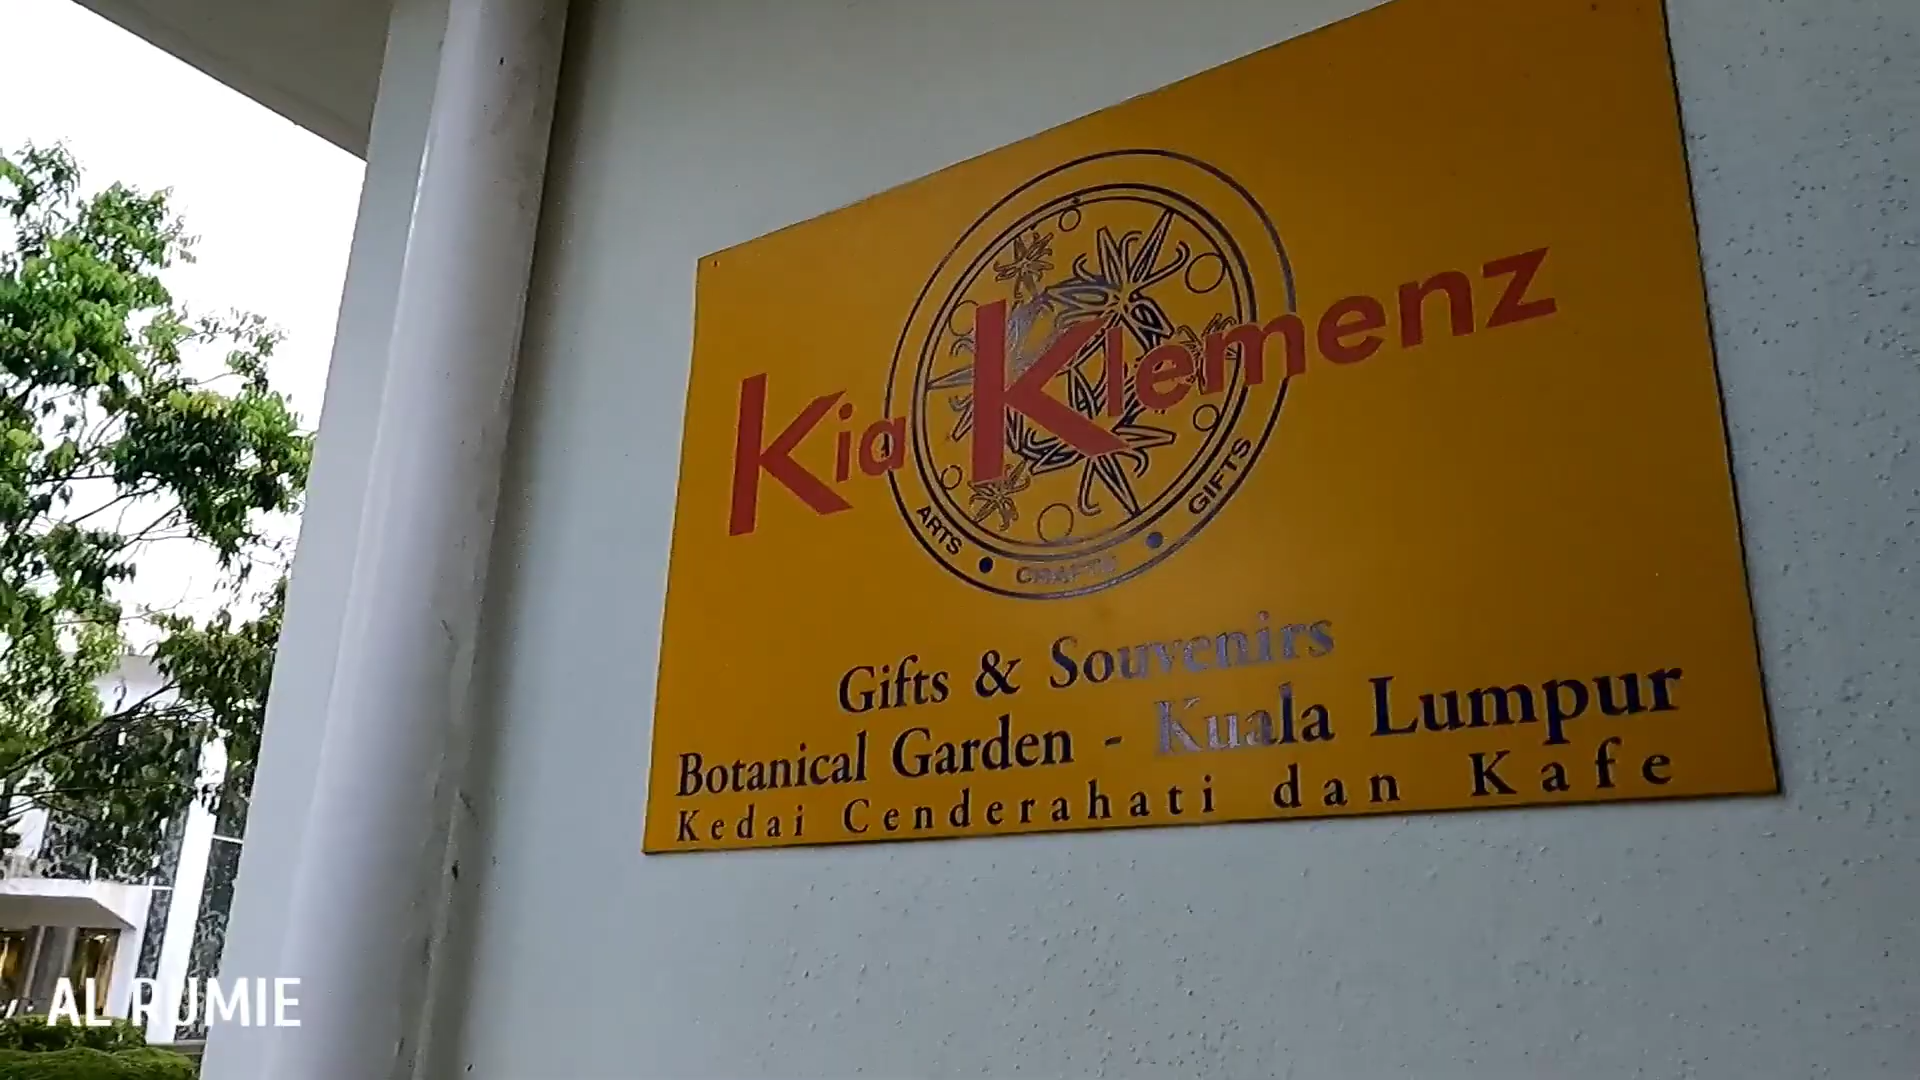 Kia Klemenz
ARTS • CRAFTS • GIFTS
Gifts & Souvenirs
Botanical Garden - Kuala Lumpur
Kedai Cenderahati dan Kafe
AL RUMIE